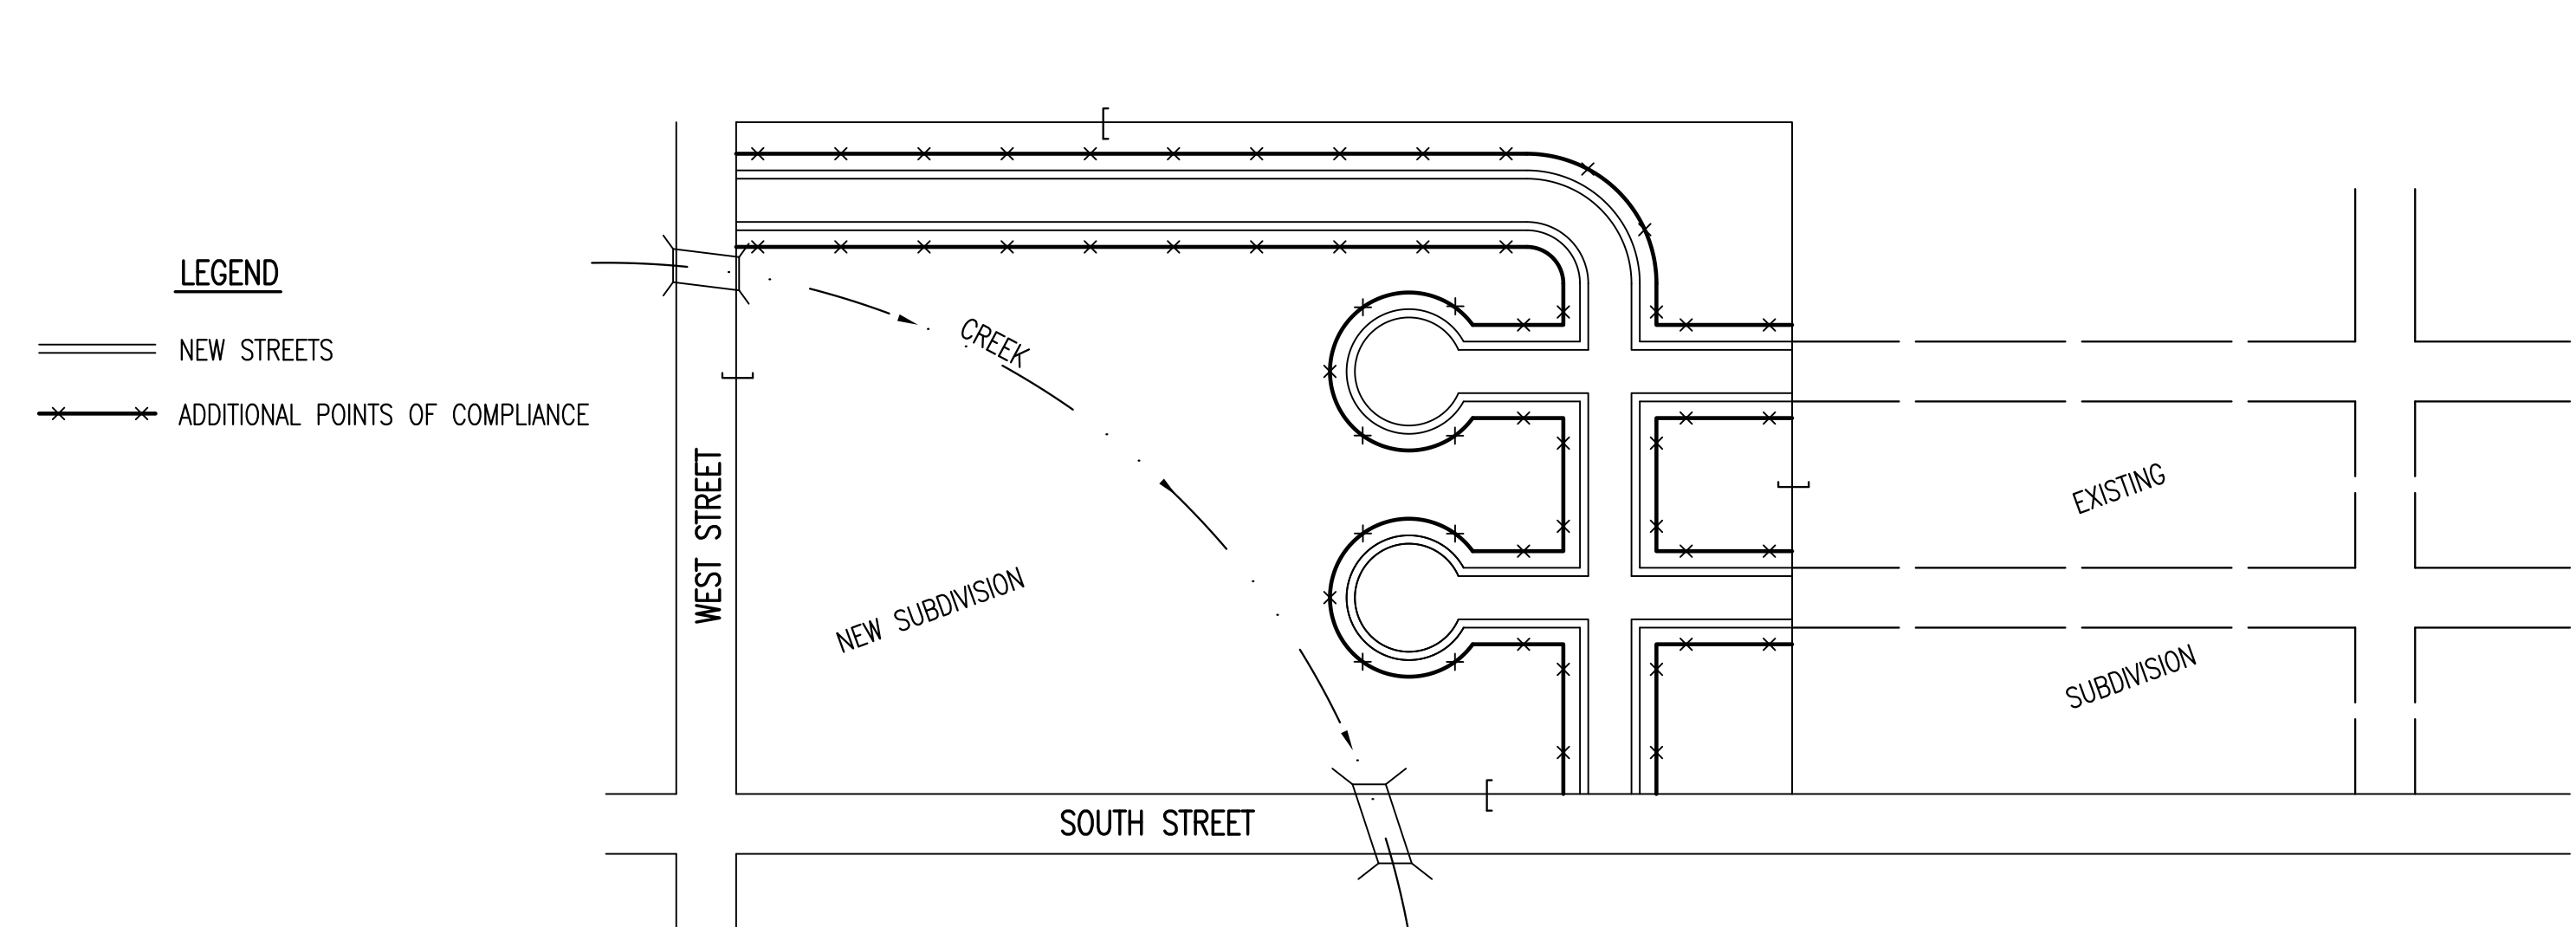 LEGEND
NEW STREETS
ADDITIONAL POINTS OF COMPLIANCE
CREEK
WEST STREET
NEW SUBDIVISION
EXISTING
SUBDIVISION
SOUTH STREET